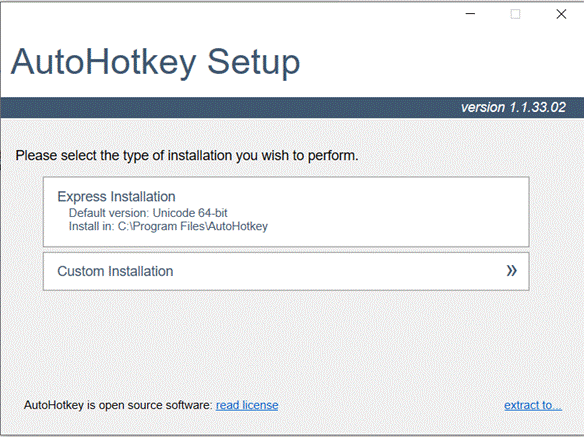 AutoHotkey Setup
version 1.1.33.02
Please select the type of installation you wish to perform.
Express Installation
Default version: Unicode 64-bit
Install in: C:\Program Files\AutoHotkey
Custom Installation »
AutoHotkey is open source software: read license extract to...